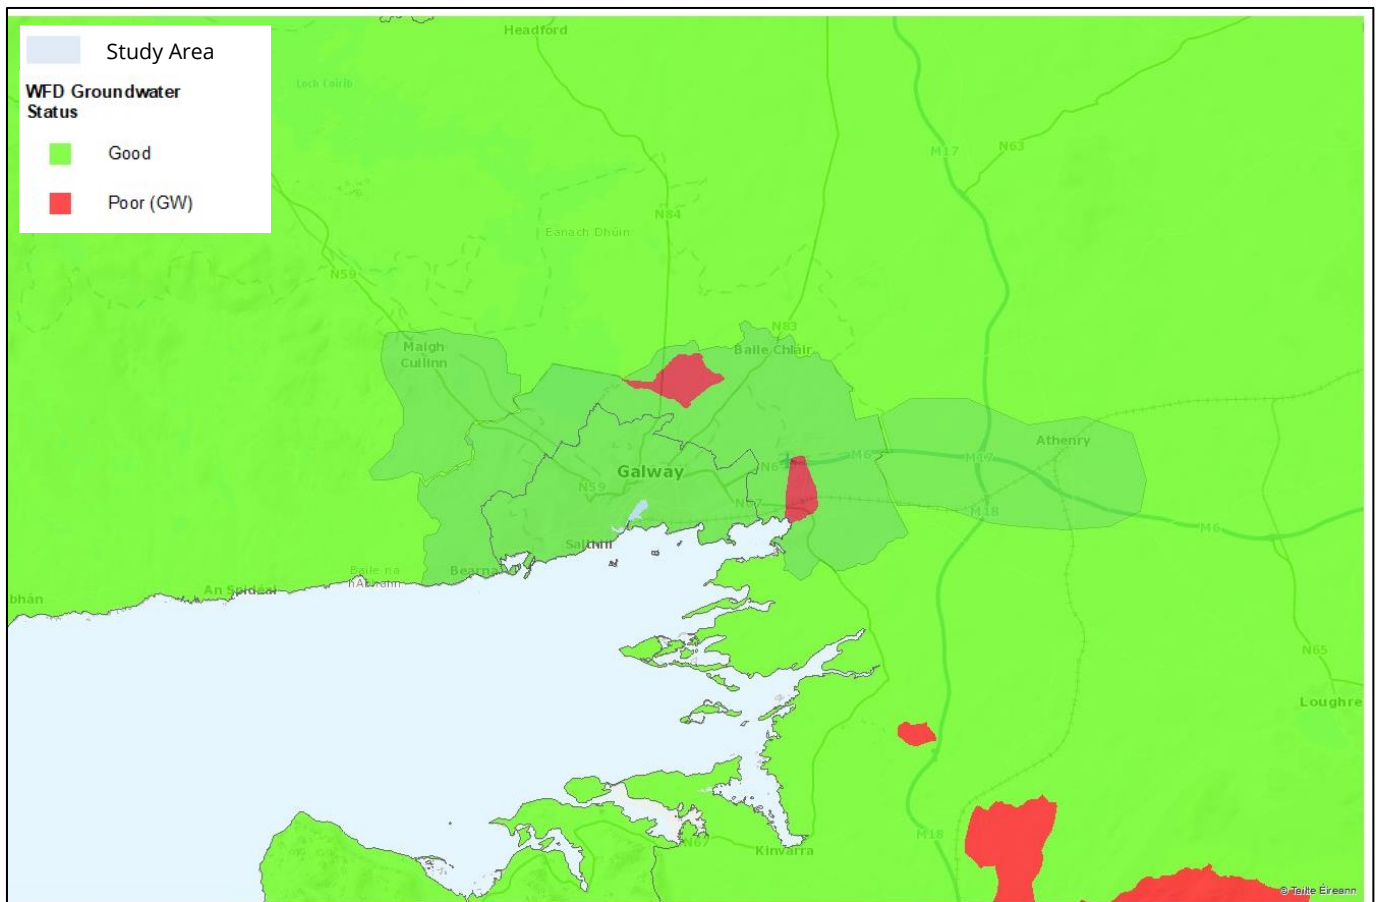 Study Area
WFD Groundwater
Status
Good
Poor (GW)
Headford
Loch Coirib
M17
N63
N84
Eanach Dhúin
N59
N83
Maigh
Cuilinn
Baile Chláir
Athenry
Galway
N6
M6
M17
N59
N67
M18
M6
Salthill
Bearna
Baile na
hAbhann
An Spidéal
bhán
N65
Loughre
M18
N67
Kinvarra
© Tailte Éireann